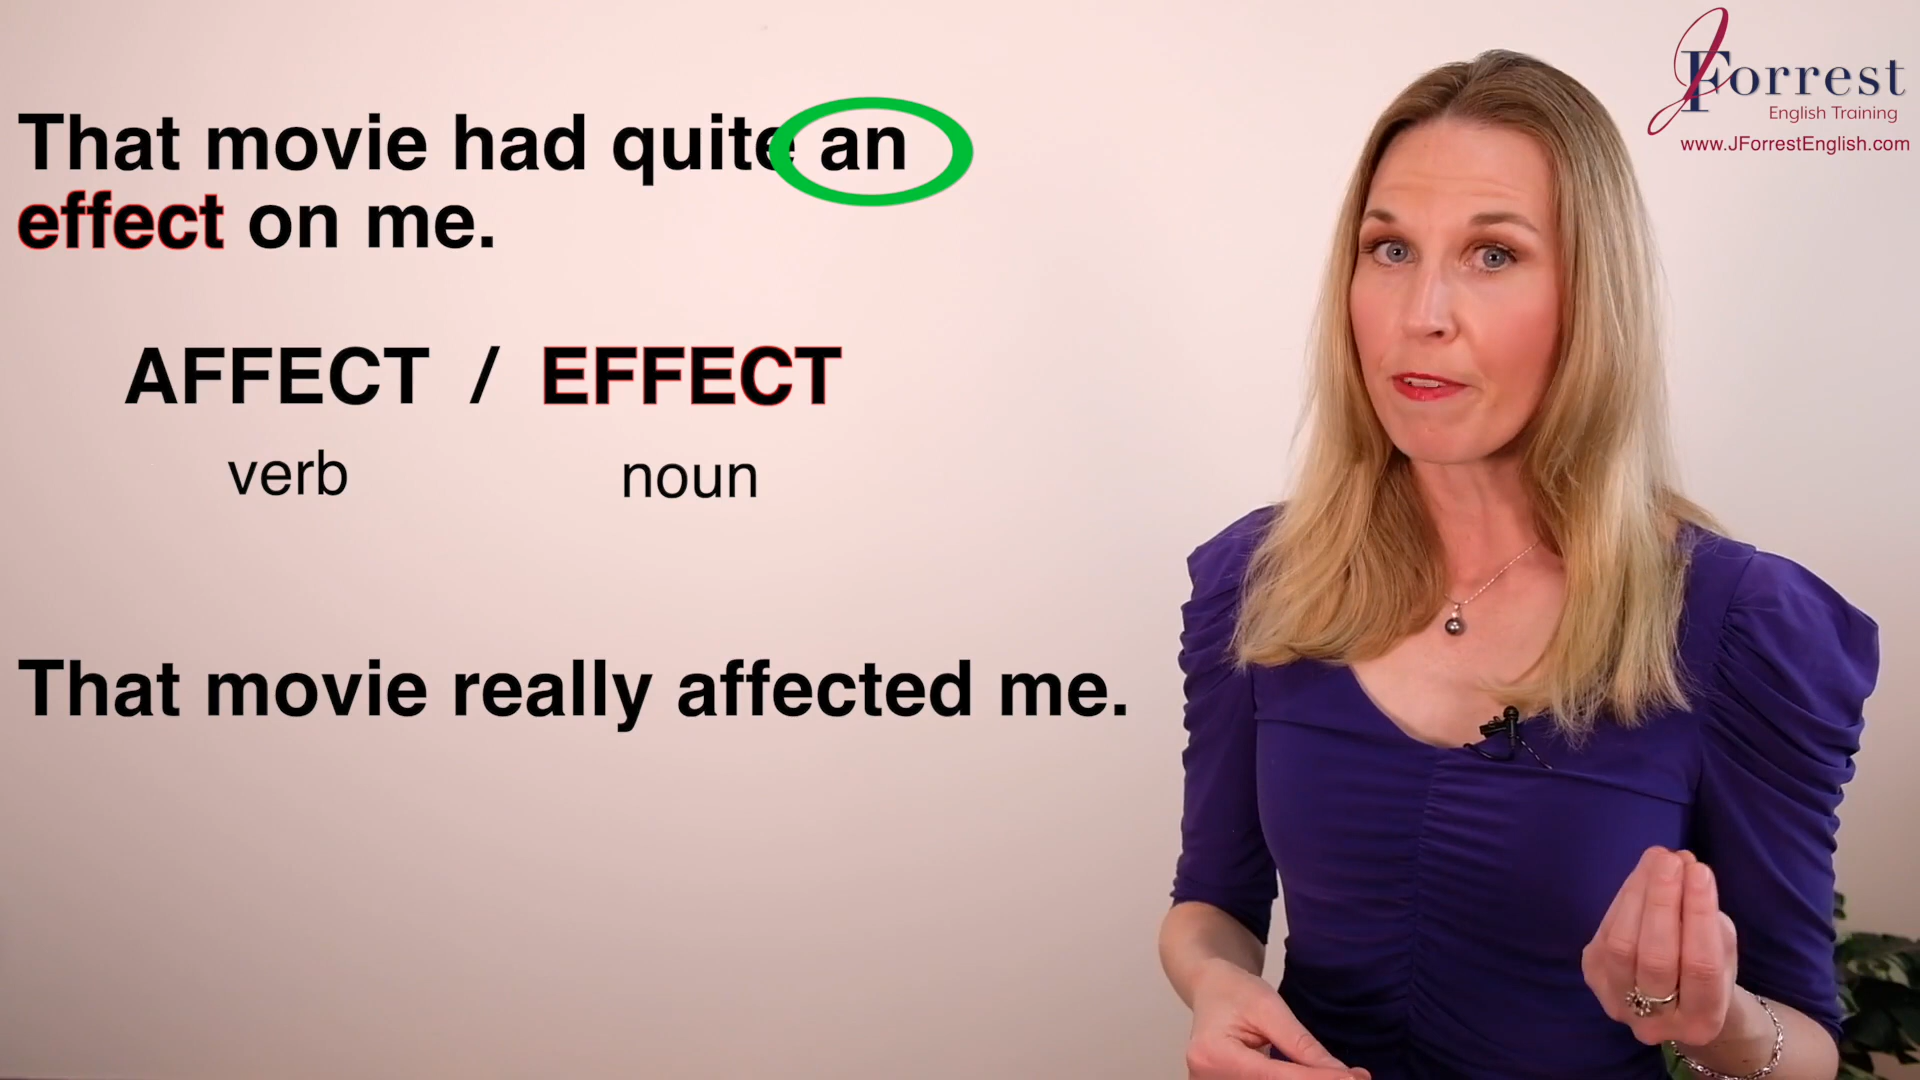 JForrest
English Training
www.JForrestEnglish.com
That movie had quite an
effect on me.
AFFECT / EFFECT
verb noun
That movie really affected me.